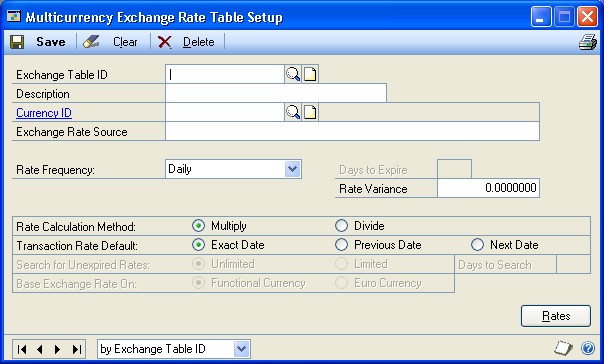 Multicurrency Exchange Rate Table Setup
Save Clear Delete
Exchange Table ID
Description
Currency ID
Exchange Rate Source
Rate Frequency: Daily Days to Expire
Rate Variance 0.0000000
Rate Calculation Method: Multiply Divide
Transaction Rate Default: Exact Date Previous Date Next Date
Search for Unexpired Rates: Unlimited Limited Days to Search
Base Exchange Rate On: Functional Currency Euro Currency
Rates
by Exchange Table ID